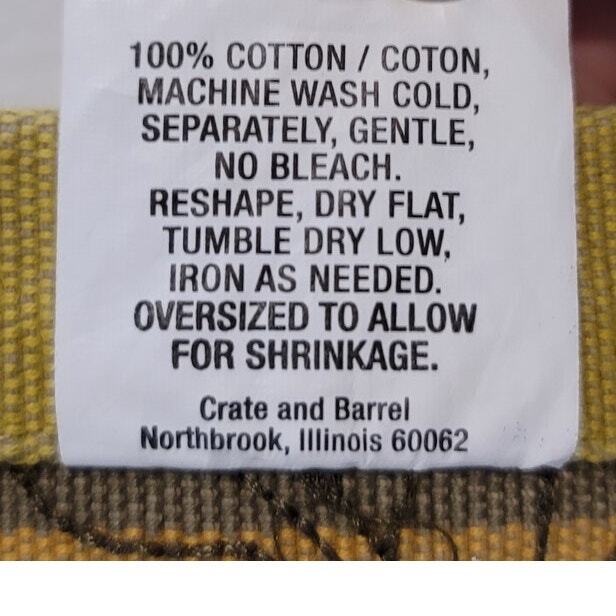 100% COTTON / COTON,
MACHINE WASH COLD,
SEPARATELY, GENTLE,
NO BLEACH.
RESHAPE, DRY FLAT,
TUMBLE DRY LOW,
IRON AS NEEDED.
OVERSIZED TO ALLOW
FOR SHRINKAGE.
Crate and Barrel
Northbrook, Illinois 60062